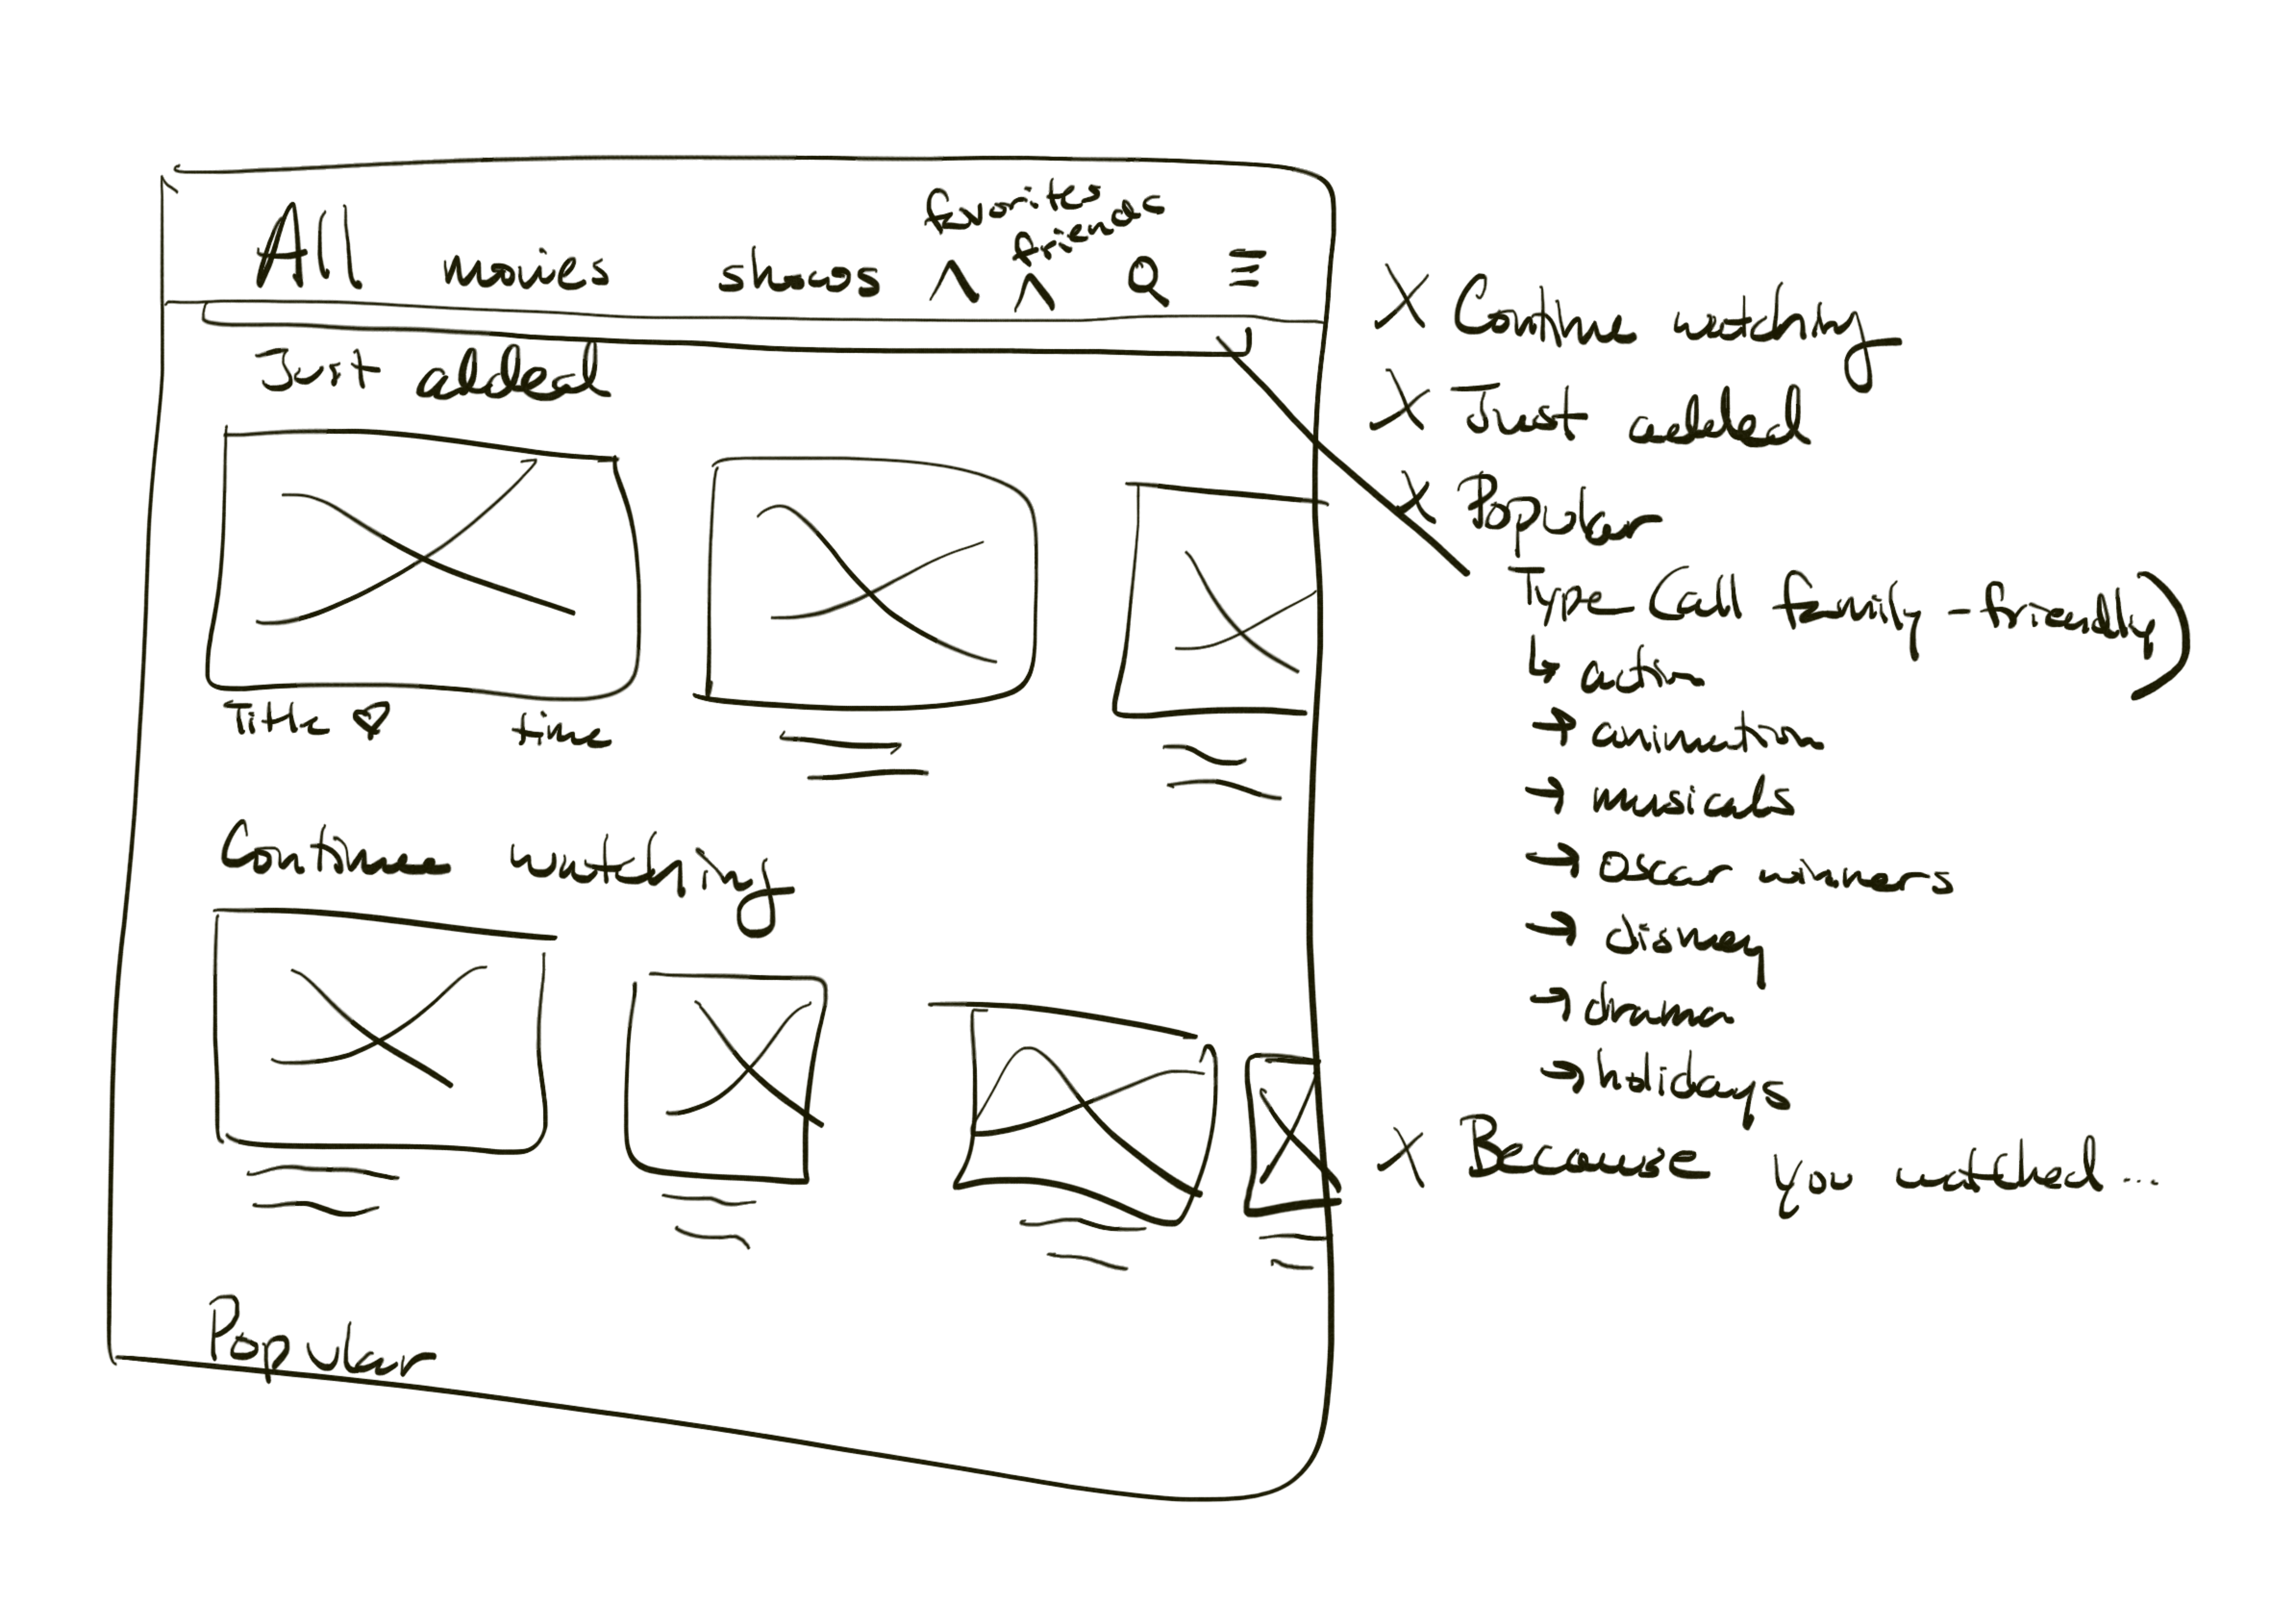 favorites
friends
All movies shows
Just added
Title time
Continue watching
Popular
X Continue watching
X Just added
X Popular
Type (all family-friendly)
↳ action
→ animation
→ musicals
→ oscar winners
→ disney
→ drama
→ holidays
X Because you watched...